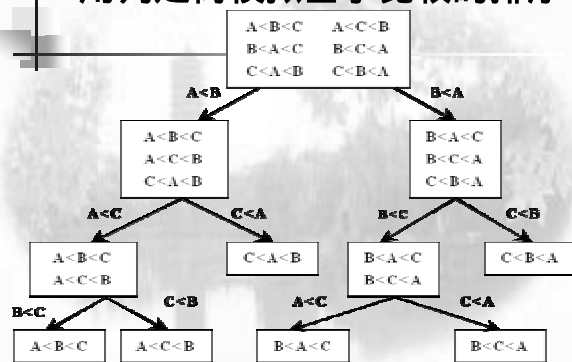 A<B<C A<C<B
B<A<C B<C<A
C<A<B C<B<A
A<B B<A
A<B<C
A<C<B
C<A<B
B<A<C
B<C<A
C<B<A
A<C C<A B<C C<B
A<B<C
A<C<B
C<A<B
B<A<C
B<C<A
C<B<A
B<C C<B A<C C<A
A<B<C A<C<B B<A<C B<C<A